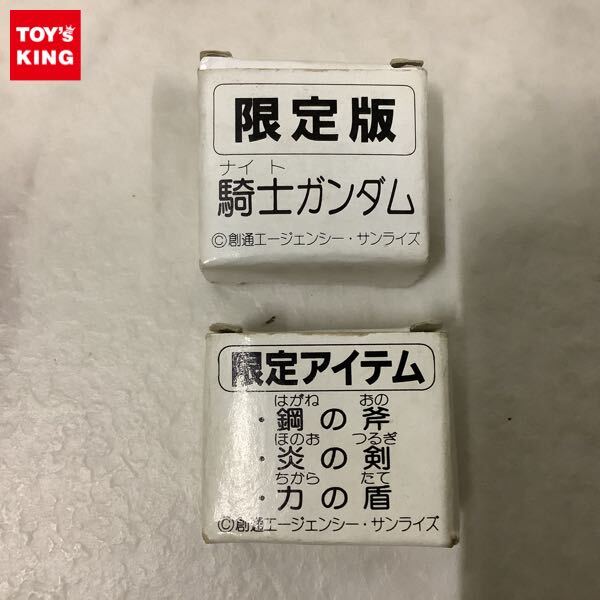 TOY's
KING
限定版
ナイト
騎士ガンダム
©創通エージェンシー・サンライズ
限定アイテム
はがね おの
・鋼の斧
ほのお つるぎ
・炎の剣
ちから たて
・力の盾
©創通エージェンシー・サンライズ